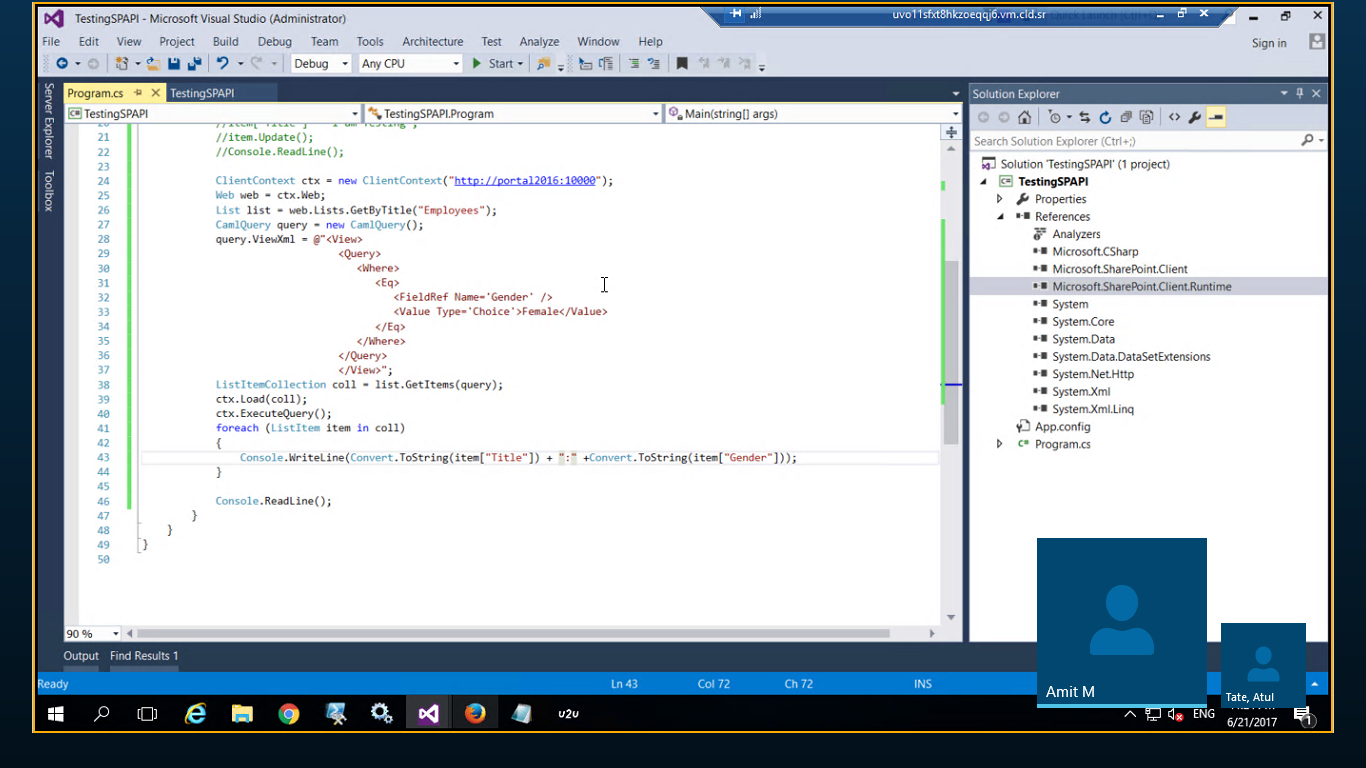 TestingSPAPI - Microsoft Visual Studio (Administrator)
uvo11sfxt8hkzoeqqj6.vm.cld.sr
File Edit View Project Build Debug Team Tools Architecture Test Analyze Window Help
Sign in
Debug Any CPU Start
Server Explorer
Toolbox
Program.cs TestingSPAPI
TestingSPAPI TestingSPAPI.Program Main(string[] args)
21 //item.Update();
22 //Console.ReadLine();
23
24 ClientContext ctx = new ClientContext("http://portal2016:10000");
25 Web web = ctx.Web;
26 List list = web.Lists.GetByTitle("Employees");
27 CamlQuery query = new CamlQuery();
28 query.ViewXml = @"<View>
29 <Query>
30 <Where>
31 <Eq>
32 <FieldRef Name='Gender' />
33 <Value Type='Choice'>Female</Value>
34 </Eq>
35 </Where>
36 </Query>
37 </View>";
38 ListItemCollection coll = list.GetItems(query);
39 ctx.Load(coll);
40 ctx.ExecuteQuery();
41 foreach (ListItem item in coll)
42 {
43 Console.WriteLine(Convert.ToString(item["Title"]) + ":" +Convert.ToString(item["Gender"]));
44 }
45
46 Console.ReadLine();
47 }
48 }
49 }
50
90 %
Solution Explorer
Search Solution Explorer (Ctrl+;)
Solution 'TestingSPAPI' (1 project)
TestingSPAPI
Properties
References
Analyzers
Microsoft.CSharp
Microsoft.SharePoint.Client
Microsoft.SharePoint.Client.Runtime
System
System.Core
System.Data
System.Data.DataSetExtensions
System.Net.Http
System.Xml
System.Xml.Linq
App.config
Program.cs
Output Find Results 1
Ready Ln 43 Col 72 Ch 72 INS
Amit M
Tate, Atul
u2u
ENG
6/21/2017
1